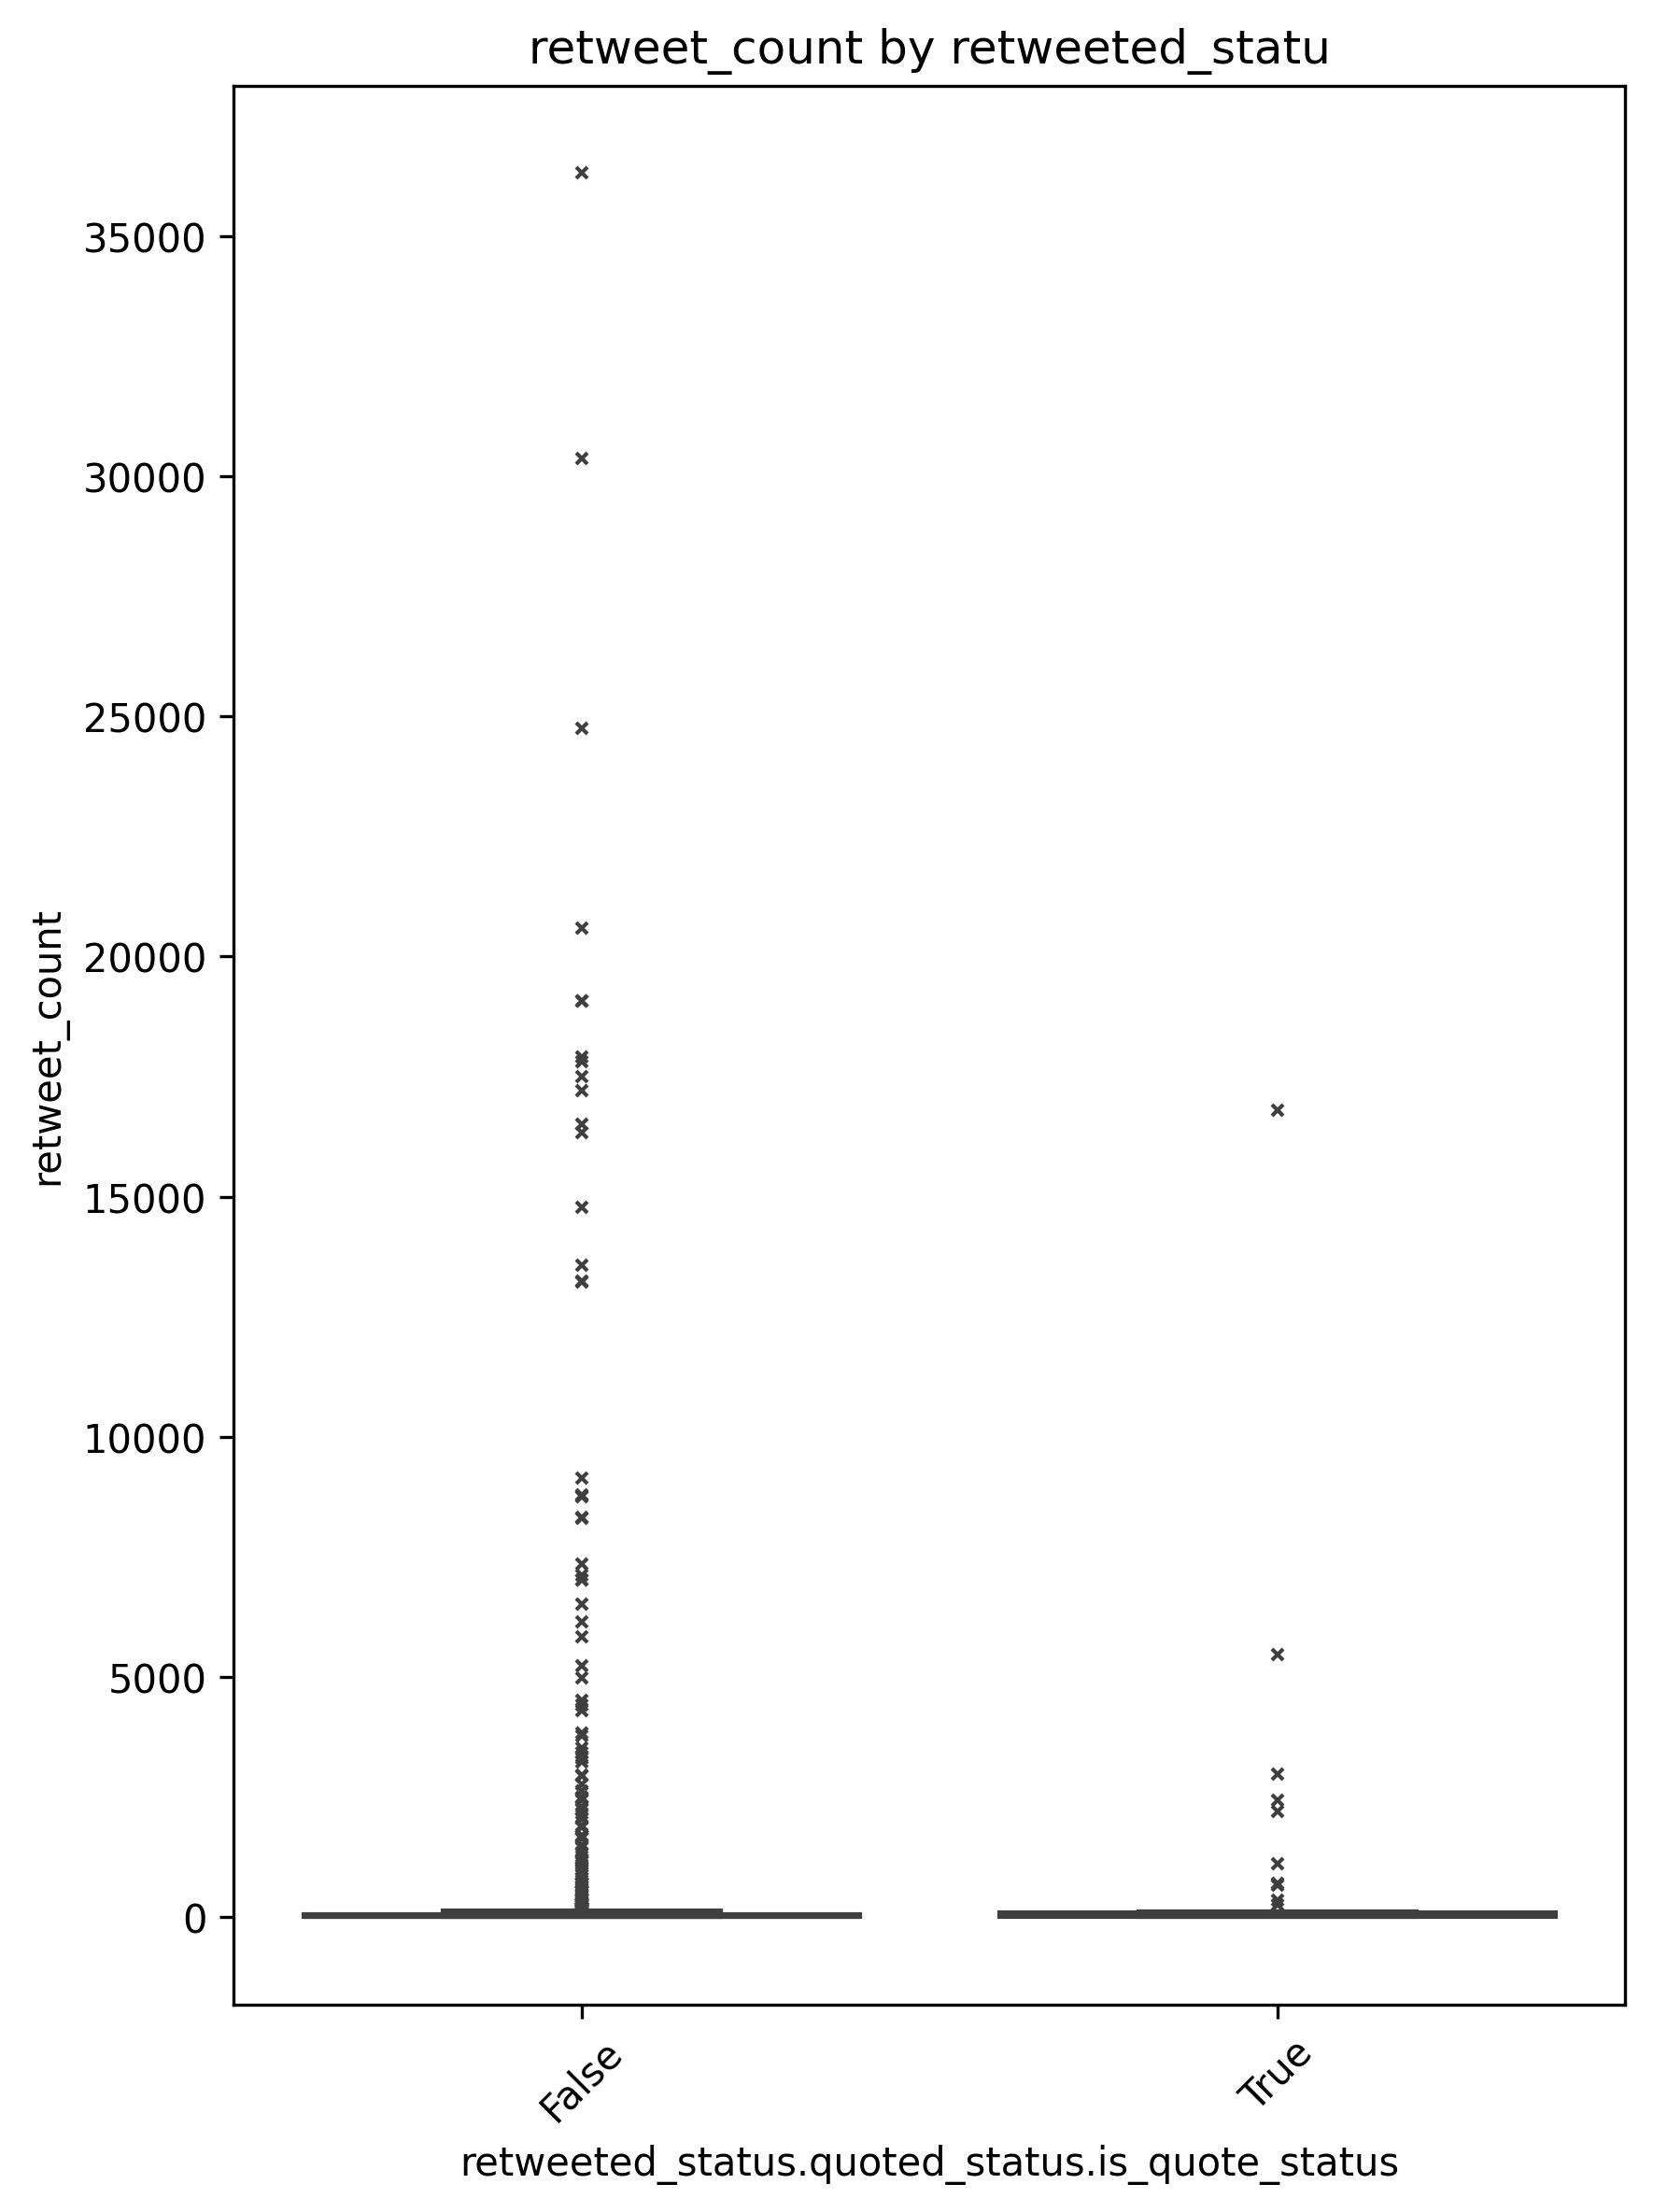 retweet_count by retweeted_statu
35000
30000
25000
20000
15000
10000
5000
0
retweet_count
False
True
retweeted_status.quoted_status.is_quote_status